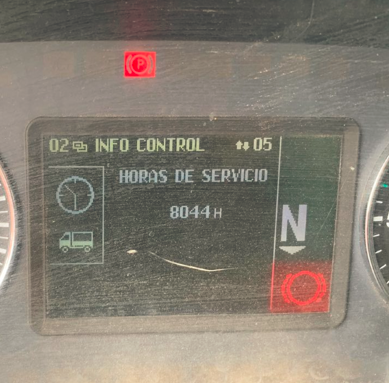 P
02 INFO CONTROL 05
HORAS DE SERVICIO
8044 H
N